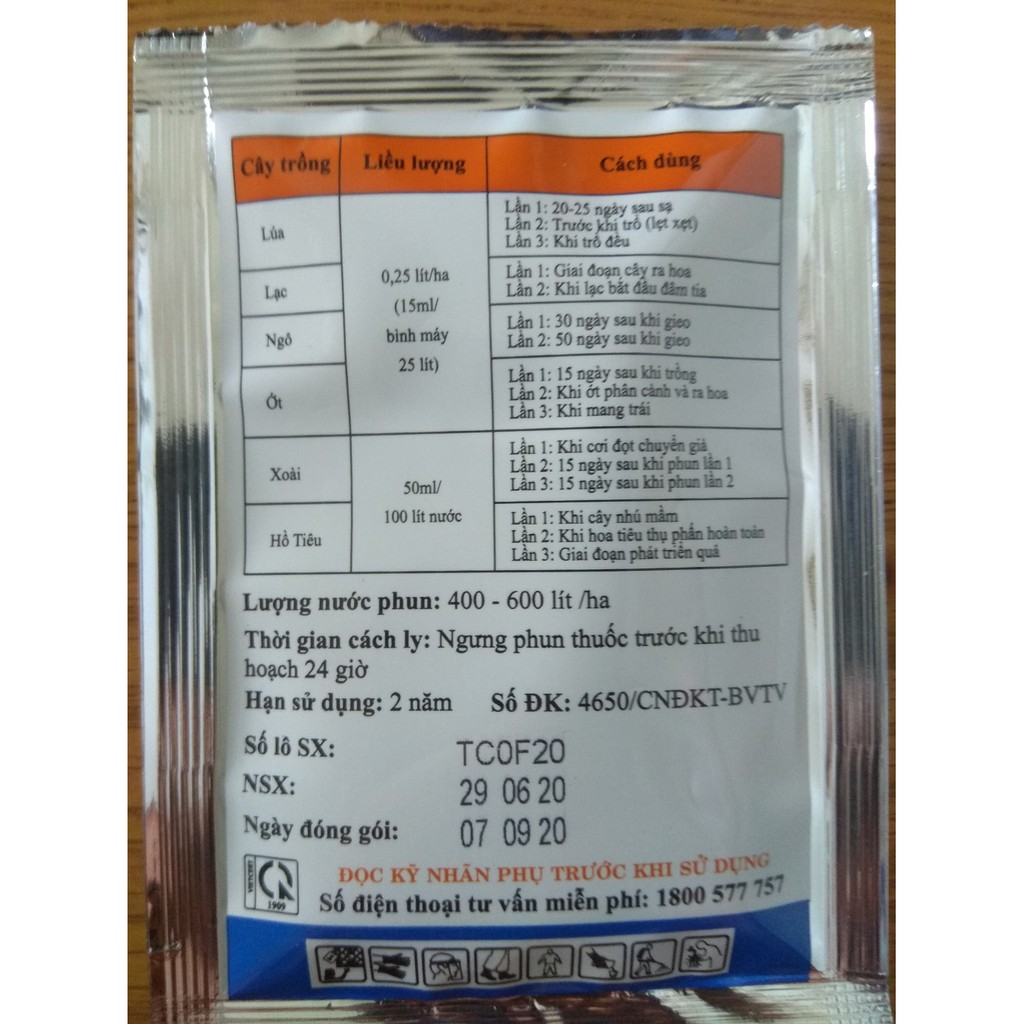 Cây trồng Liều lượng Cách dùng
Lúa
Lần 1: 20-25 ngày sau sạ
Lần 2: Trước khi trổ (lẹt xẹt)
Lần 3: Khi trổ đều
0,25 lít/ha
(15ml/
bình máy
25 lít)
Lạc
Lần 1: Giai đoạn cây ra hoa
Lần 2: Khi lạc bắt đầu đâm tia
Ngô
Lần 1: 30 ngày sau khi gieo
Lần 2: 50 ngày sau khi gieo
Ớt
Lần 1: 15 ngày sau khi trồng
Lần 2: Khi ớt phân cành và ra hoa
Lần 3: Khi mang trái
Xoài
Lần 1: Khi cơi đọt chuyển già
Lần 2: 15 ngày sau khi phun lần 1
Lần 3: 15 ngày sau khi phun lần 2
50ml/
100 lít nước
Hồ Tiêu
Lần 1: Khi cây nhú mầm
Lần 2: Khi hoa tiêu thụ phấn hoàn toàn
Lần 3: Giai đoạn phát triển quả
Lượng nước phun: 400 - 600 lít /ha
Thời gian cách ly: Ngưng phun thuốc trước khi thu
hoạch 24 giờ
Hạn sử dụng: 2 năm Số ĐK: 4650/CNĐKT-BVTV
Số lô SX: TC0F20
NSX: 29 06 20
Ngày đóng gói: 07 09 20
ĐỌC KỸ NHÃN PHỤ TRƯỚC KHI SỬ DỤNG
Số điện thoại tư vấn miễn phí: 1800 577 757
1909